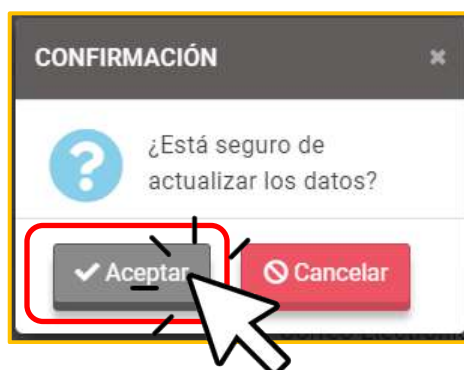 CONFIRMACIÓN ×
¿Está seguro de
actualizar los datos?
✔ Aceptar Cancelar